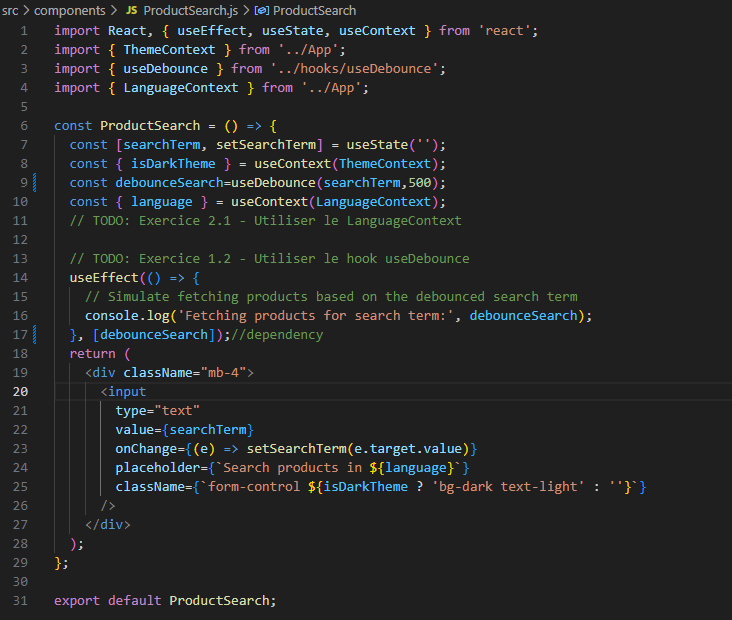 src > components > JS ProductSearch.js > ProductSearch
1 import React, { useEffect, useState, useContext } from 'react';
2 import { ThemeContext } from '../App';
3 import { useDebounce } from '../hooks/useDebounce';
4 import { LanguageContext } from '../App';
5
6 const ProductSearch = () => {
7 const [searchTerm, setSearchTerm] = useState('');
8 const { isDarkTheme } = useContext(ThemeContext);
9 const debounceSearch=useDebounce(searchTerm,500);
10 const { language } = useContext(LanguageContext);
11 // TODO: Exercice 2.1 - Utiliser le LanguageContext
12
13 // TODO: Exercice 1.2 - Utiliser le hook useDebounce
14 useEffect(() => {
15 // Simulate fetching products based on the debounced search term
16 console.log('Fetching products for search term:', debounceSearch);
17 }, [debounceSearch]);//dependency
18 return (
19 <div className="mb-4">
20 <input
21 type="text"
22 value={searchTerm}
23 onChange={(e) => setSearchTerm(e.target.value)}
24 placeholder={`Search products in ${language}`}
25 className={`form-control ${isDarkTheme ? 'bg-dark text-light' : ''}`}
26 />
27 </div>
28 );
29 };
30
31 export default ProductSearch;